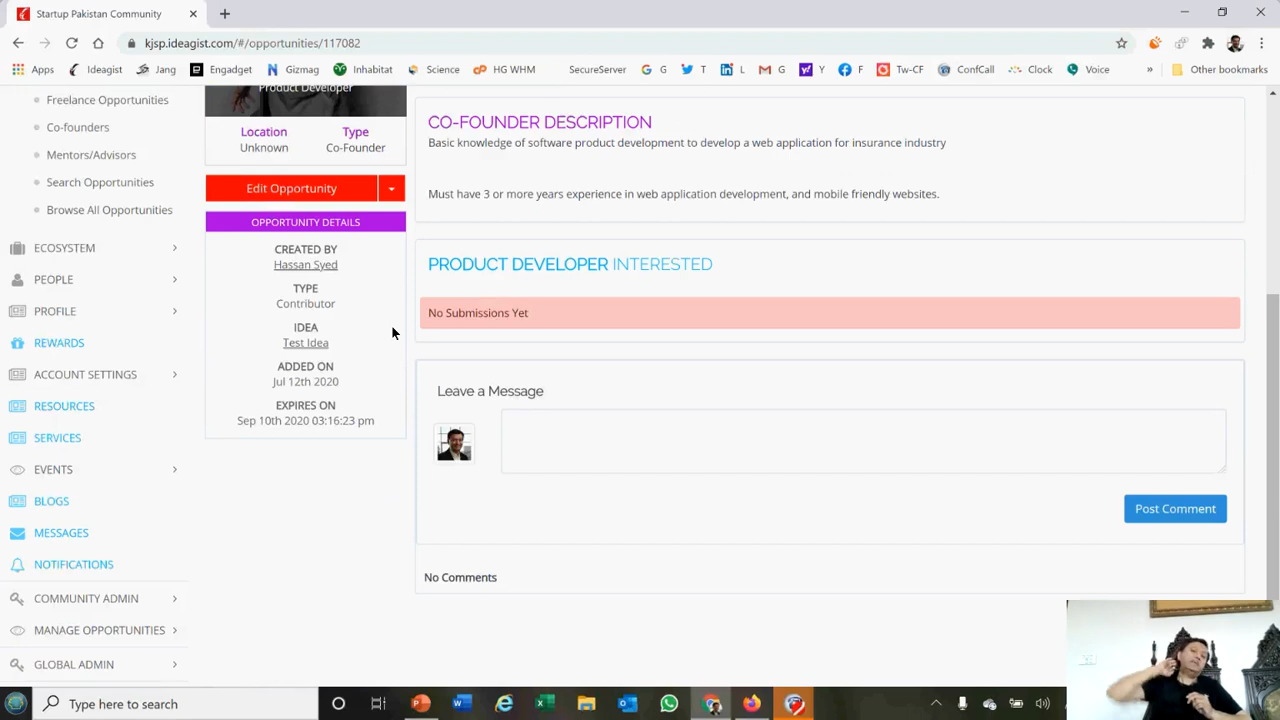 Startup Pakistan Community
kjsp.ideagist.com/#/opportunities/117082
Apps Ideagist Jang Engadget Gizmag Inhabitat Science HG WHM SecureServer G T L G Y F Tw-CF ConfCall Clock Voice » Other bookmarks
Freelance Opportunities
Co-founders
Mentors/Advisors
Search Opportunities
Browse All Opportunities
ECOSYSTEM
PEOPLE
PROFILE
REWARDS
ACCOUNT SETTINGS
RESOURCES
SERVICES
EVENTS
BLOGS
MESSAGES
NOTIFICATIONS
COMMUNITY ADMIN
MANAGE OPPORTUNITIES
GLOBAL ADMIN
Product Developer
Location Type
Unknown Co-Founder
Edit Opportunity
OPPORTUNITY DETAILS
CREATED BY
Hassan Syed
TYPE
Contributor
IDEA
Test Idea
ADDED ON
Jul 12th 2020
EXPIRES ON
Sep 10th 2020 03:16:23 pm
CO-FOUNDER DESCRIPTION
Basic knowledge of software product development to develop a web application for insurance industry
Must have 3 or more years experience in web application development, and mobile friendly websites.
PRODUCT DEVELOPER INTERESTED
No Submissions Yet
Leave a Message
Post Comment
No Comments
Type here to search